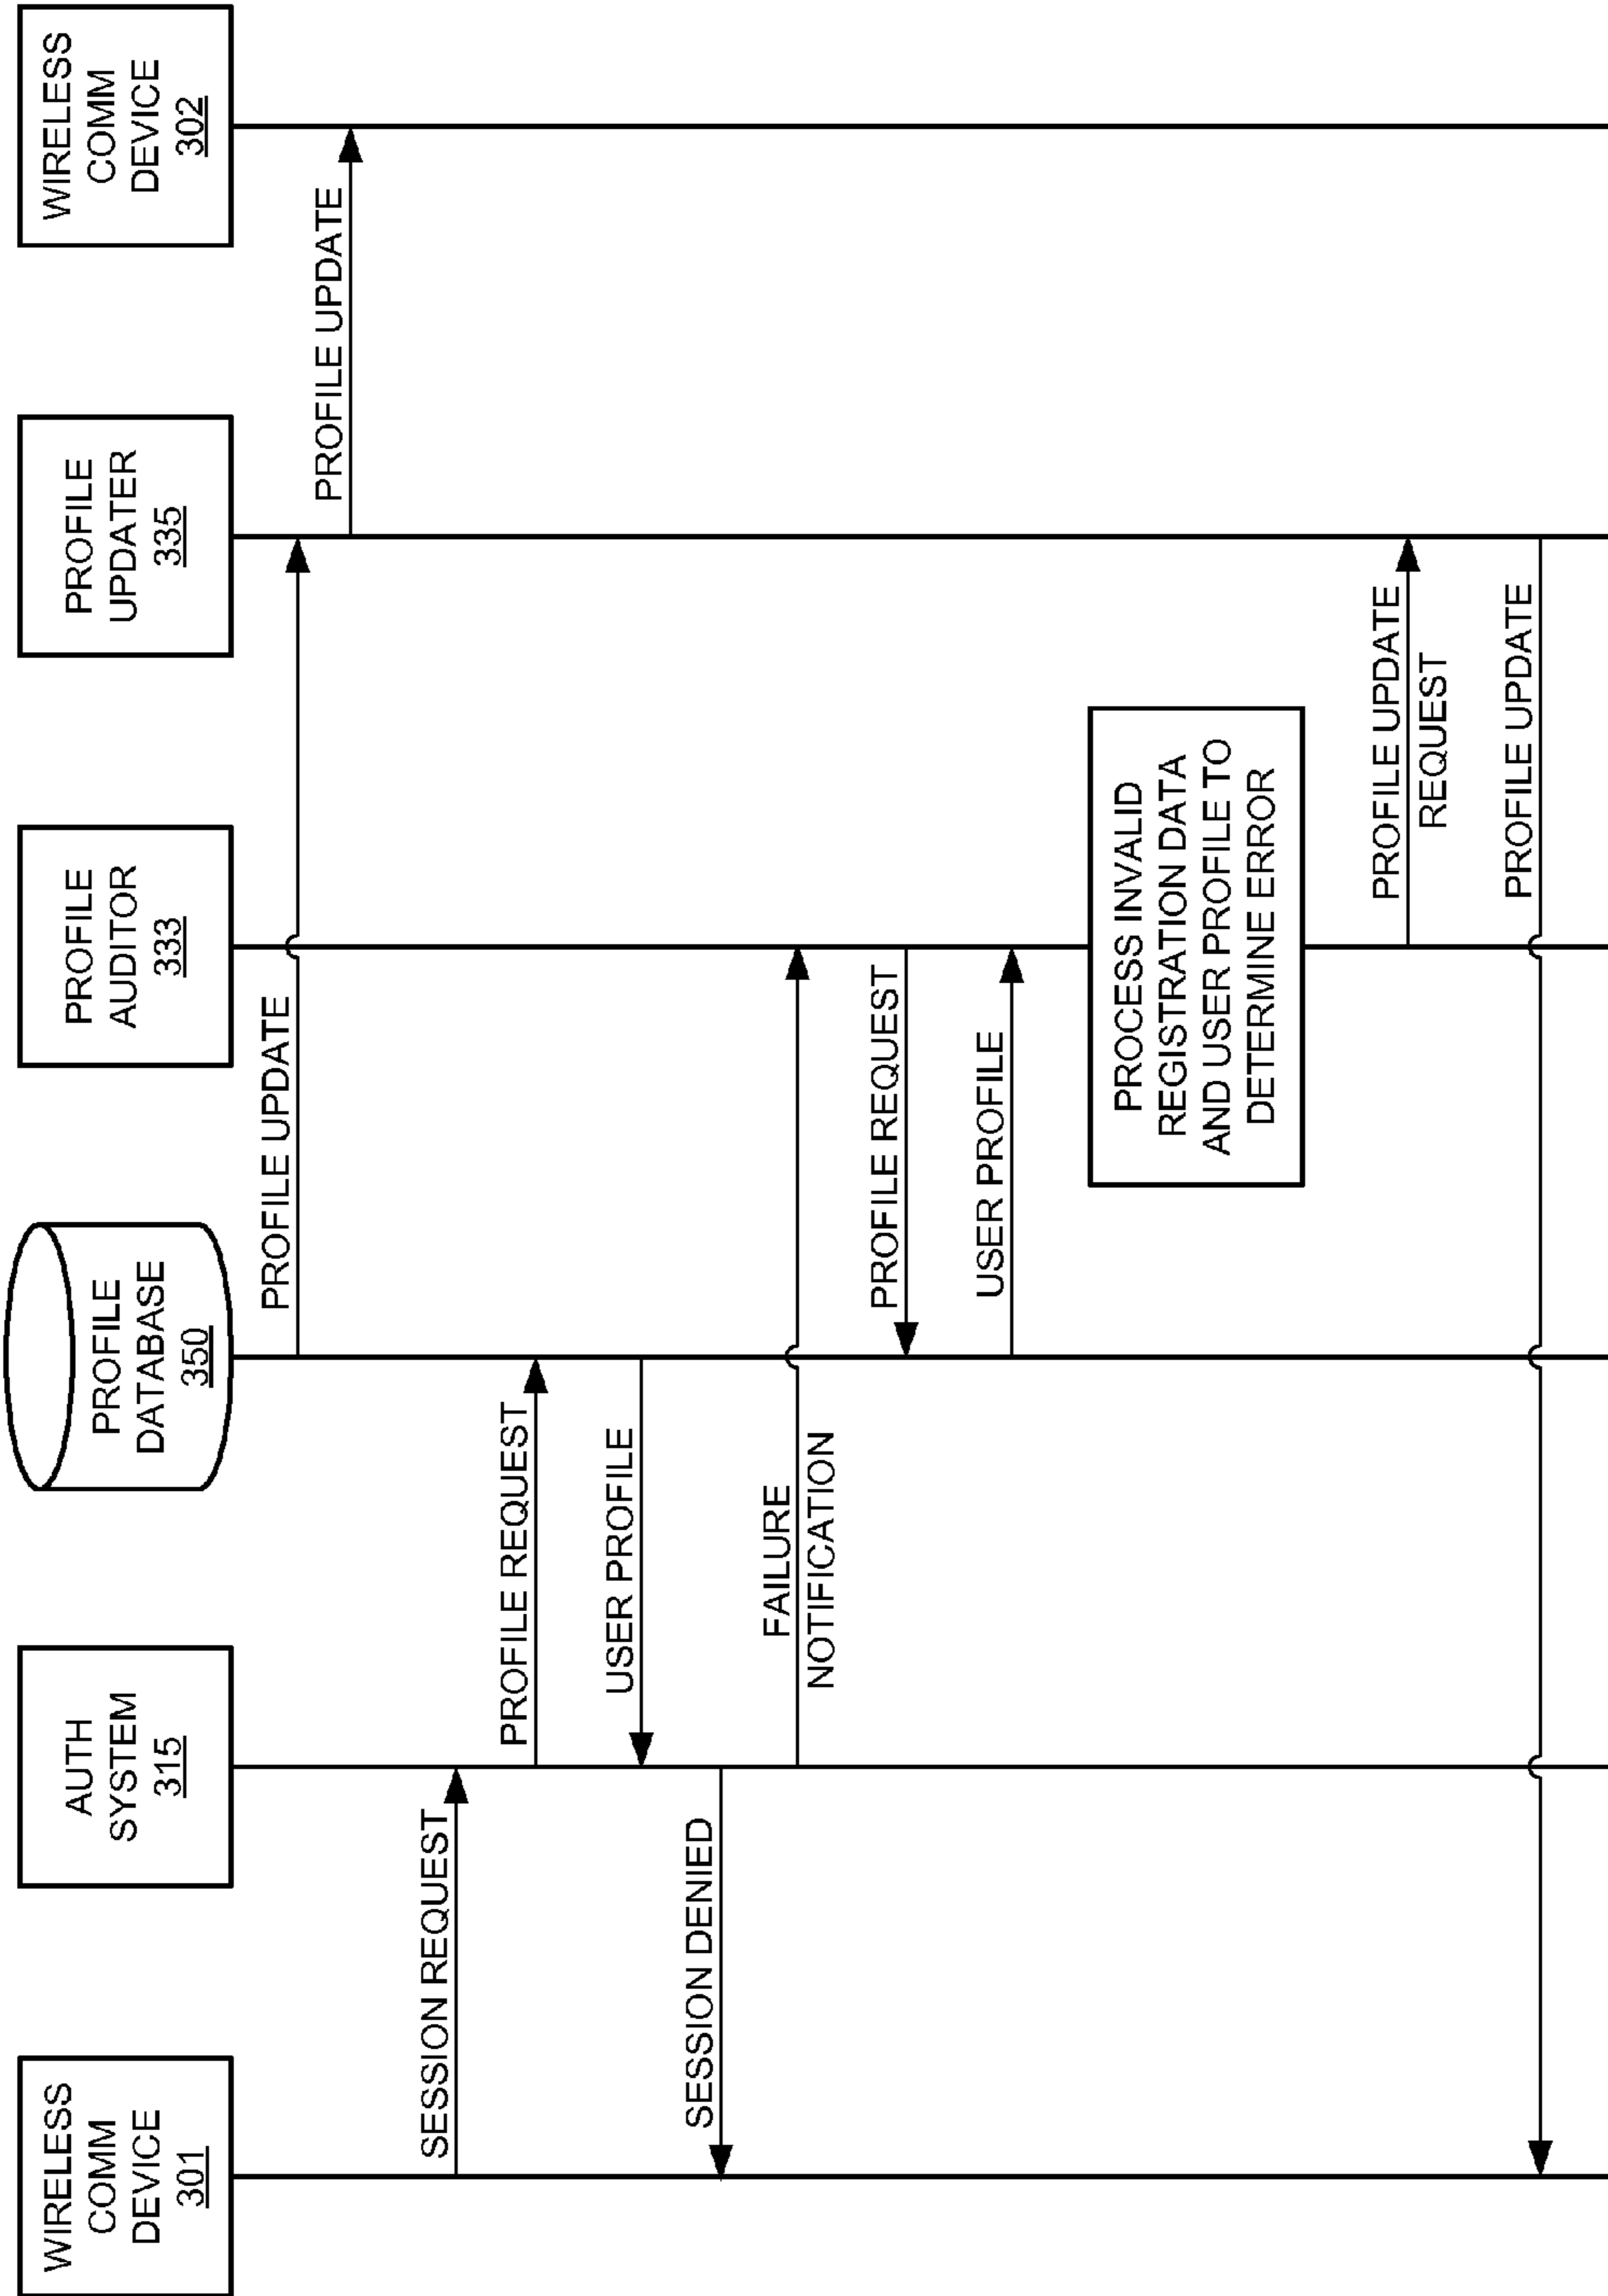 WIRELESS
COMM
DEVICE
301
AUTH
SYSTEM
315
PROFILE
DATABASE
350
PROFILE
AUDITOR
333
PROFILE
UPDATER
335
WIRELESS
COMM
DEVICE
302
PROFILE UPDATE
PROFILE UPDATE
SESSION REQUEST
PROFILE REQUEST
USER PROFILE
SESSION DENIED
FAILURE
NOTIFICATION
PROFILE REQUEST
USER PROFILE
PROCESS INVALID
REGISTRATION DATA
AND USER PROFILE TO
DETERMINE ERROR
PROFILE UPDATE
REQUEST
PROFILE UPDATE